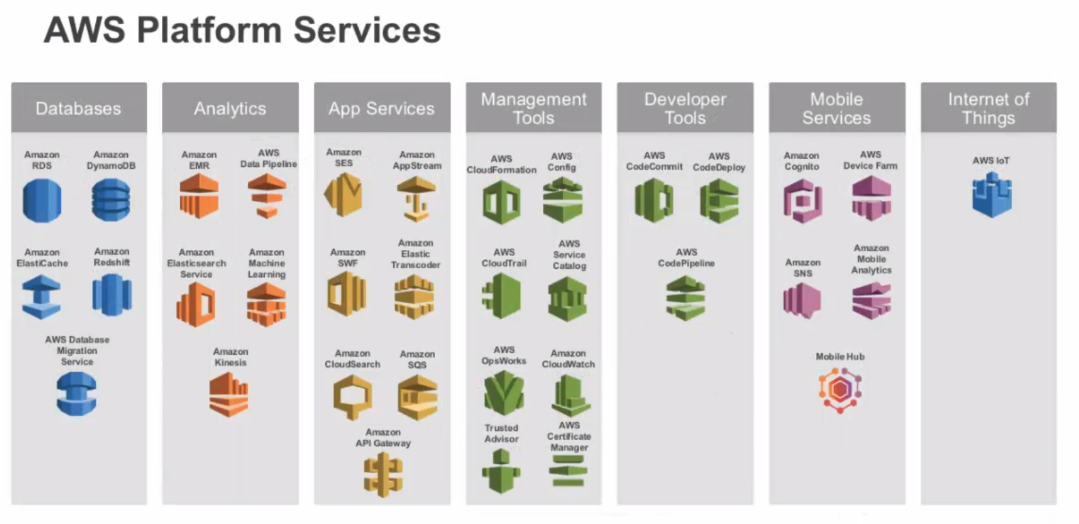 AWS Platform Services
Databases
Amazon
RDS
Amazon
DynamoDB
Amazon
ElastiCache
Amazon
Redshift
AWS Database
Migration
Service
Analytics
Amazon
EMR
AWS
Data Pipeline
Amazon
Elasticsearch
Service
Amazon
Machine
Learning
Amazon
Kinesis
App Services
Amazon
SES
Amazon
AppStream
Amazon
SWF
Amazon
Elastic
Transcoder
Amazon
CloudSearch
Amazon
SQS
Amazon
API Gateway
Management
Tools
AWS
CloudFormation
AWS
Config
AWS
CloudTrail
AWS
Service
Catalog
AWS
OpsWorks
Amazon
CloudWatch
Trusted
Advisor
AWS
Certificate
Manager
Developer
Tools
AWS
CodeCommit
AWS
CodeDeploy
AWS
CodePipeline
Mobile
Services
Amazon
Cognito
AWS
Device Farm
Amazon
SNS
Amazon
Mobile
Analytics
Mobile Hub
Internet of
Things
AWS IoT